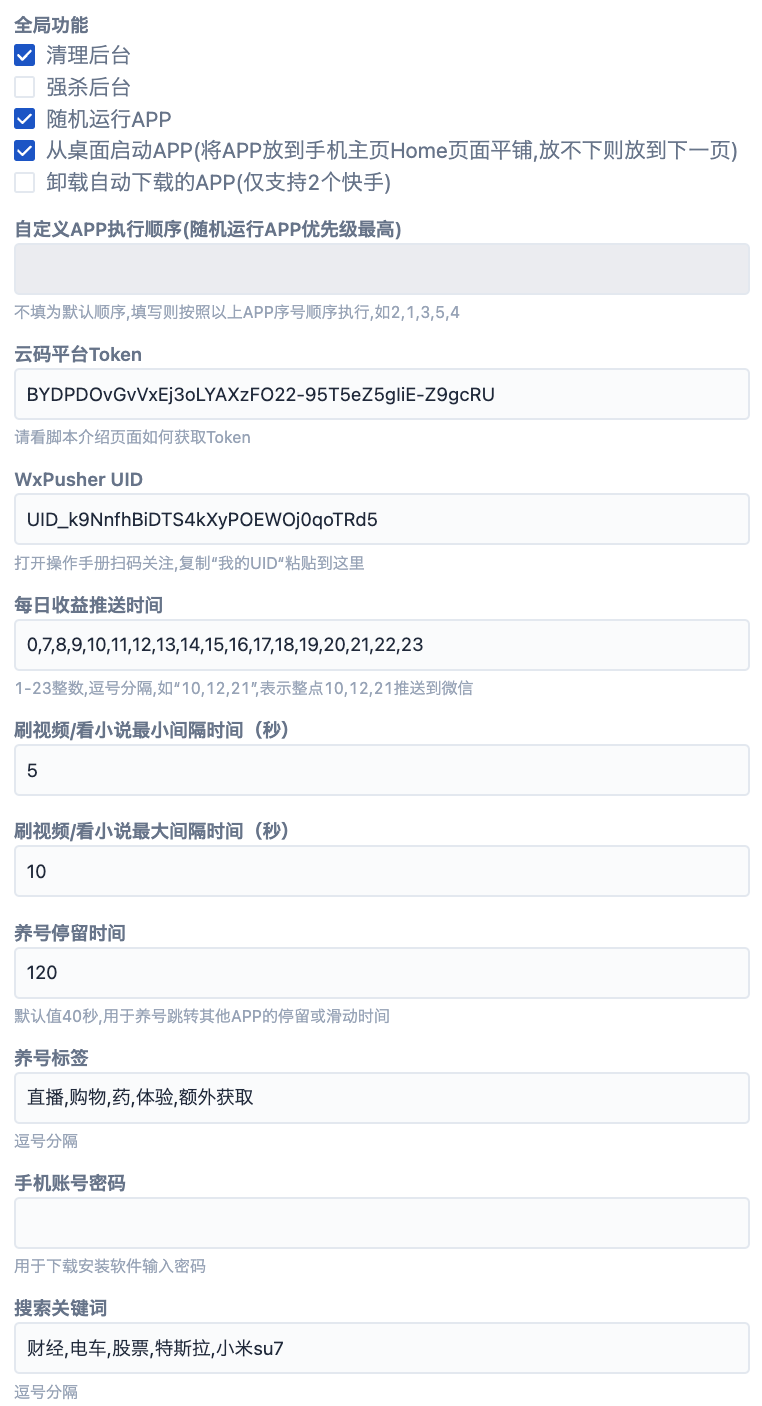 全局功能
清理后台
强杀后台
随机运行APP
从桌面启动APP(将APP放到手机主页Home页面平铺,放不下则放到下一页)
卸载自动下载的APP(仅支持2个快手)
自定义APP执行顺序(随机运行APP优先级最高)
不填为默认顺序,填写则按照以上APP序号顺序执行,如2,1,3,5,4
云码平台Token
BYDPDOvGvVxEj3oLYAXzFO22-95T5eZ5gliE-Z9gcRU
请看脚本介绍页面如何获取Token
WxPusher UID
UID_k9NnfhBiDTS4kXyPOEWOj0qoTRd5
打开操作手册扫码关注,复制“我的UID“粘贴到这里
每日收益推送时间
0,7,8,9,10,11,12,13,14,15,16,17,18,19,20,21,22,23
1-23整数,逗号分隔,如“10,12,21”,表示整点10,12,21推送到微信
刷视频/看小说最小间隔时间（秒）
5
刷视频/看小说最大间隔时间（秒）
10
养号停留时间
120
默认值40秒,用于养号跳转其他APP的停留或滑动时间
养号标签
直播,购物,药,体验,额外获取
逗号分隔
手机账号密码
用于下载安装软件输入密码
搜索关键词
财经,电车,股票,特斯拉,小米su7
逗号分隔